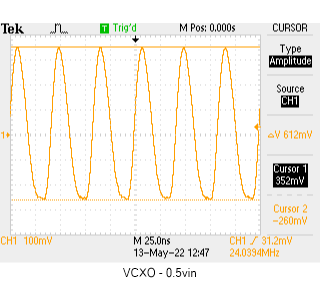 Tek
T Trig'd
M Pos: 0.000s
CURSOR
Type
Amplitude
Source
CH1
ΔV 612mV
Cursor 1
352mV
Cursor 2
-260mV
1
CH1 100mV
M 25.0ns
CH1 ∕ 31.2mV
13-May-22 12:47
24.0394MHz
VCXO - 0.5vin